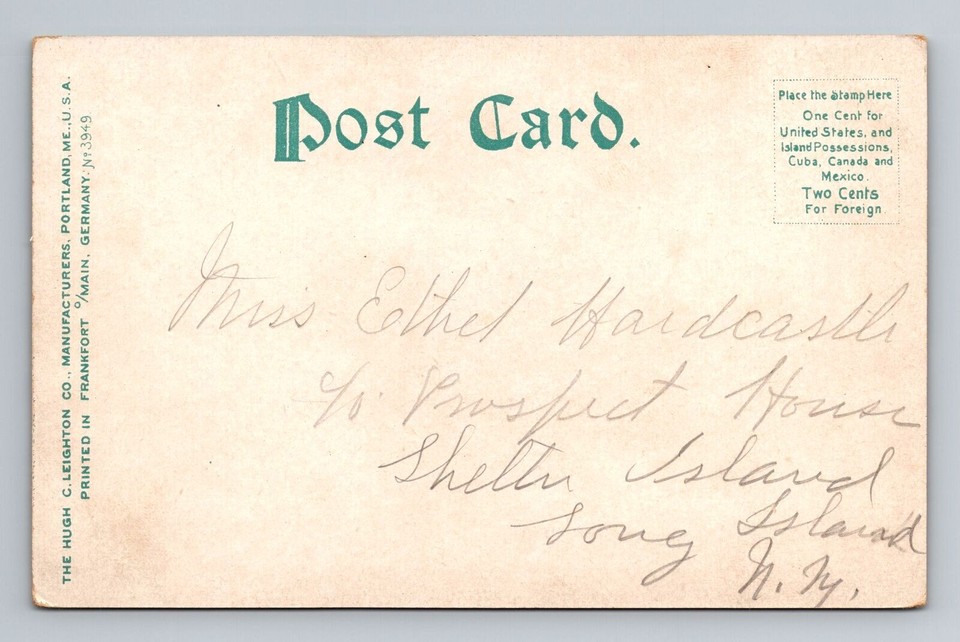 Post Card.
Place the Stamp Here
One Cent for
United States, and
Island Possessions,
Cuba, Canada and
Mexico.
Two Cents
For Foreign.
THE HUGH C. LEIGHTON CO., MANUFACTURERS, PORTLAND, ME., U.S.A.
PRINTED IN FRANKFORT o/MAIN, GERMANY. No 3949
Miss Ethel Hardcastle
c/o Prospect House
Shelter Island
Long Island
N.Y.